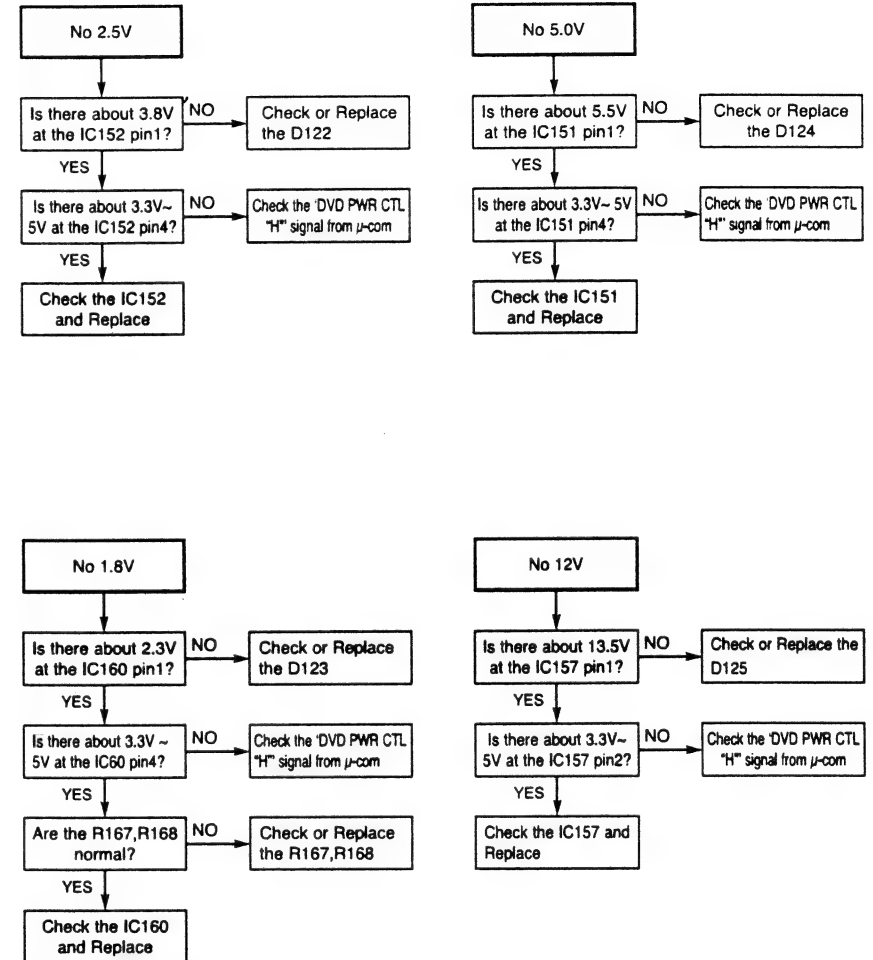 No 2.5V
Is there about 3.8V
at the IC152 pin1?
NO
Check or Replace
the D122
YES
Is there about 3.3V~
5V at the IC152 pin4?
NO
Check the 'DVD PWR CTL
"H"' signal from μ-com
YES
Check the IC152
and Replace
No 5.0V
Is there about 5.5V
at the IC151 pin1?
NO
Check or Replace
the D124
YES
Is there about 3.3V~ 5V
at the IC151 pin4?
NO
Check the 'DVD PWR CTL
"H"' signal from μ-com
YES
Check the IC151
and Replace
No 1.8V
Is there about 2.3V
at the IC160 pin1?
NO
Check or Replace
the D123
YES
Is there about 3.3V ~
5V at the IC60 pin4?
NO
Check the 'DVD PWR CTL
"H"' signal from μ-com
YES
Are the R167,R168
normal?
NO
Check or Replace
the R167,R168
YES
Check the IC160
and Replace
No 12V
Is there about 13.5V
at the IC157 pin1?
NO
Check or Replace the
D125
YES
Is there about 3.3V~
5V at the IC157 pin2?
NO
Check the 'DVD PWR CTL
"H"' signal from μ-com
YES
Check the IC157 and
Replace